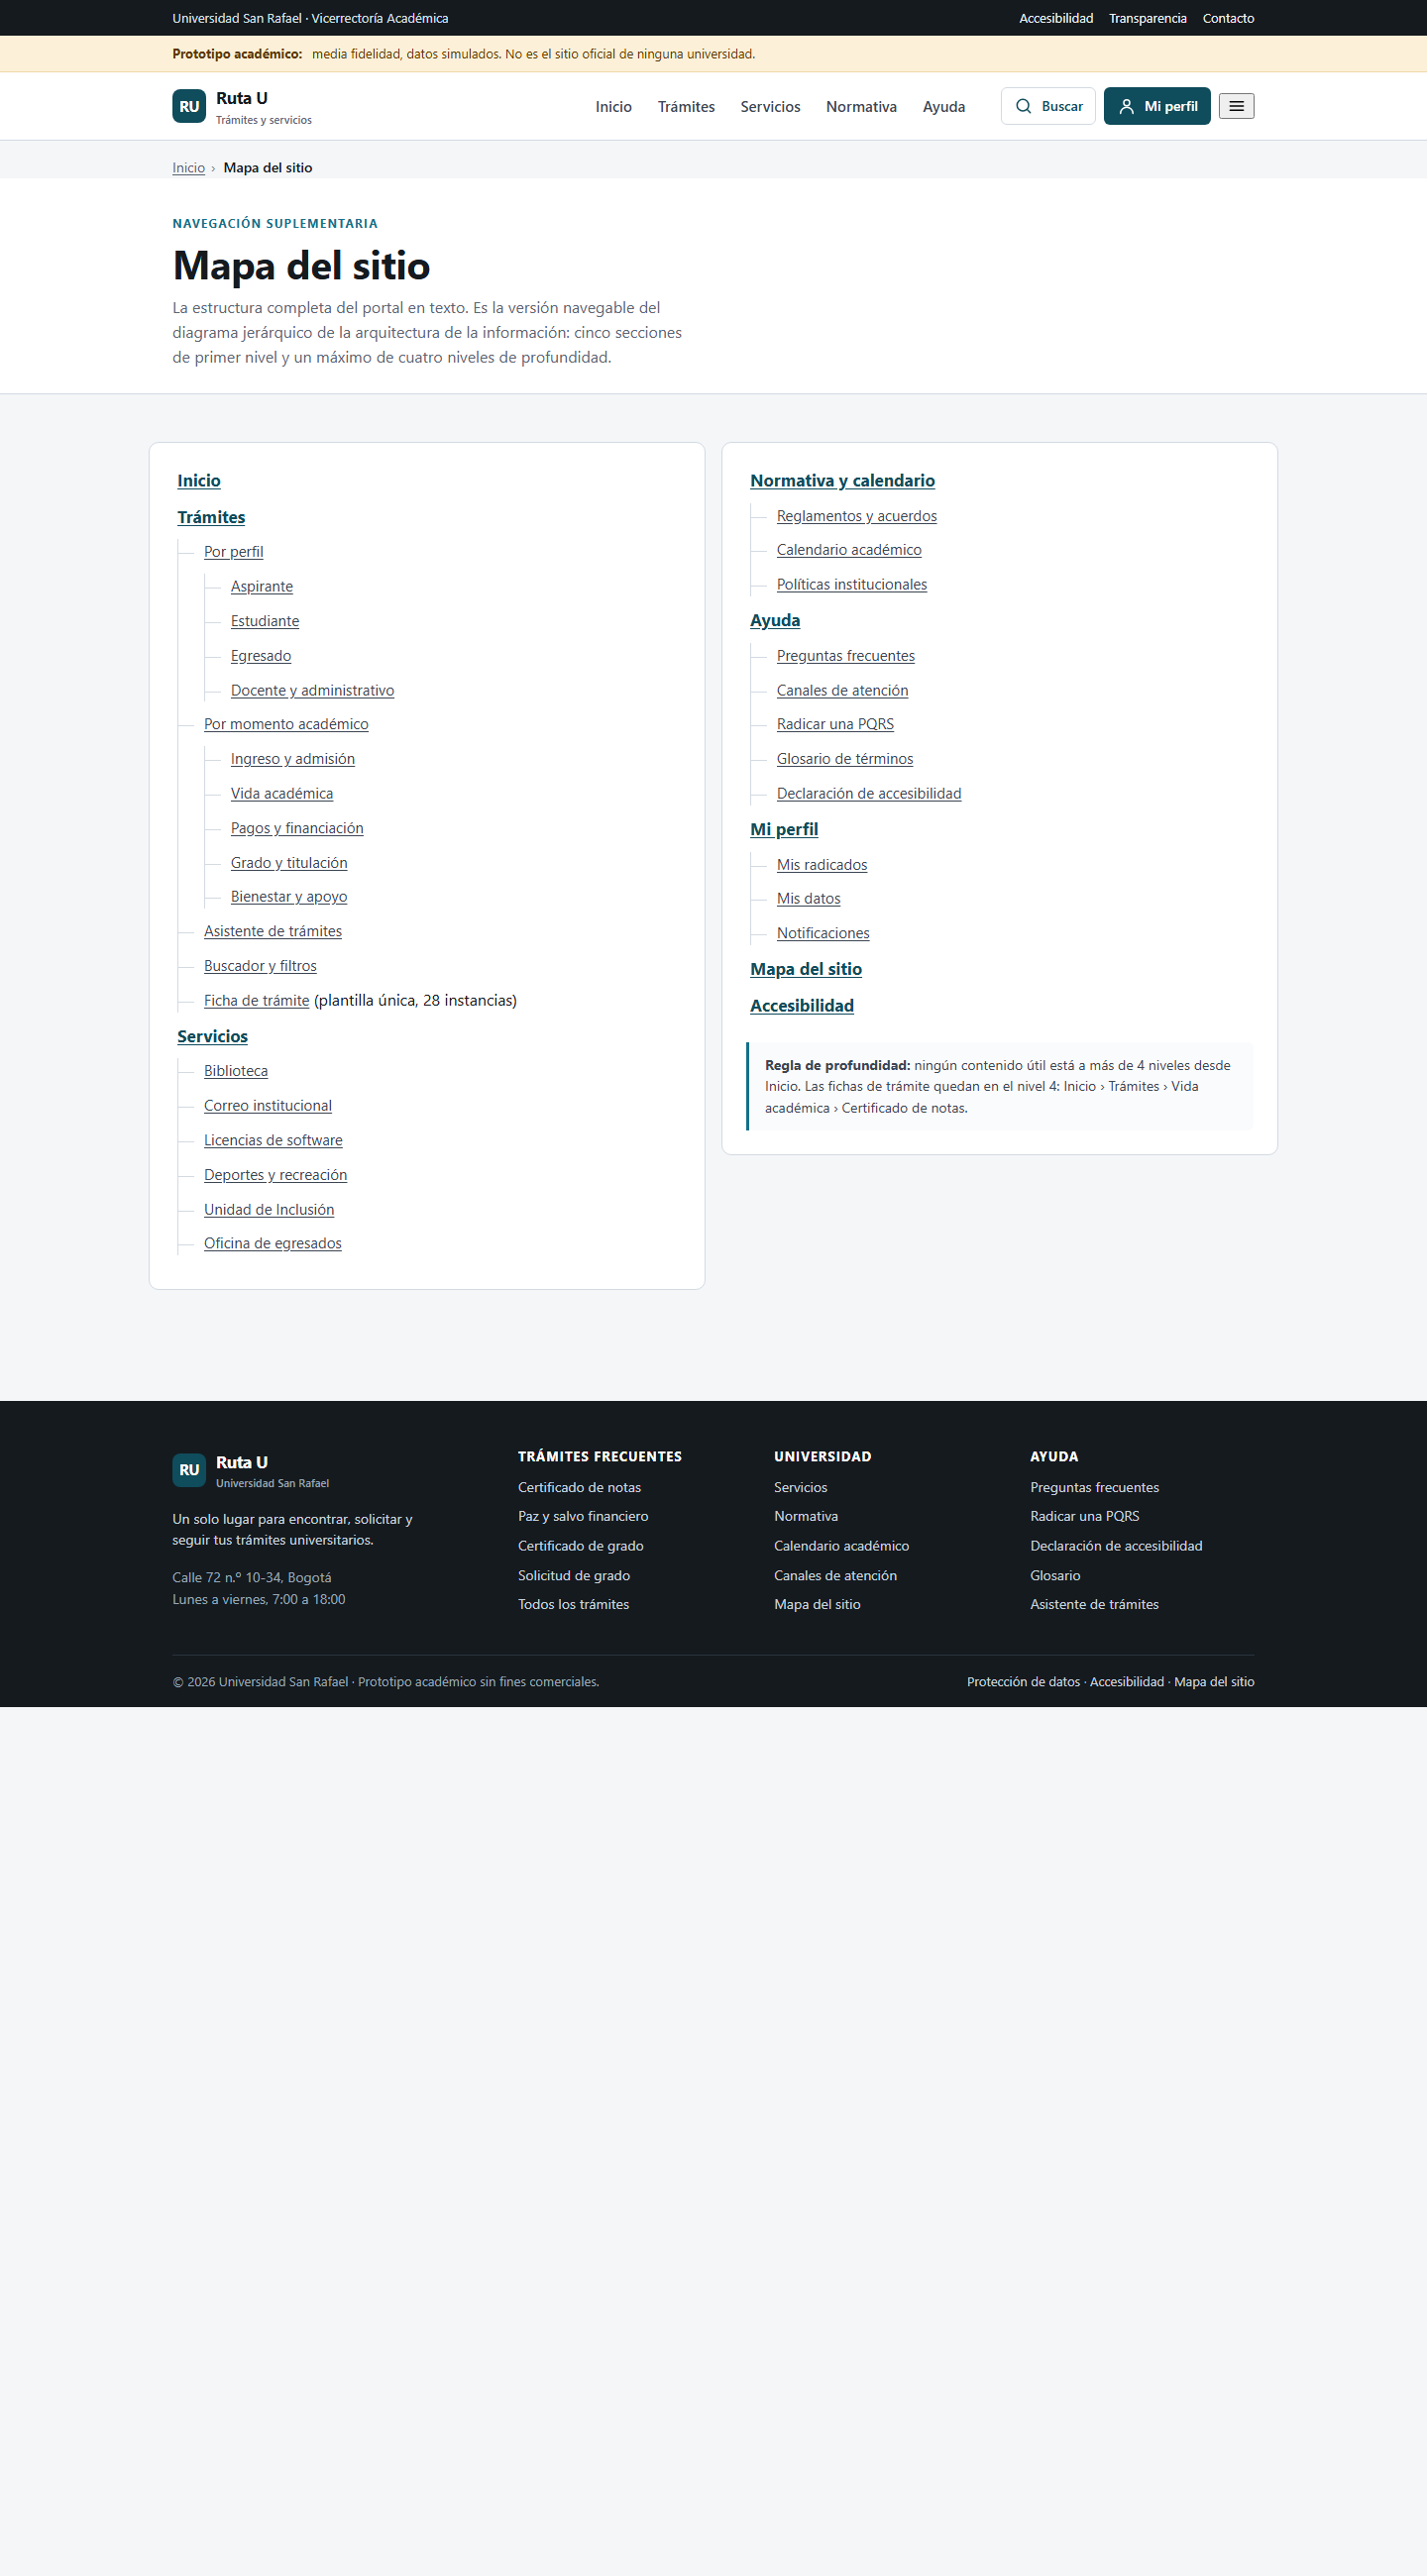 Universidad San Rafael · Vicerrectoría Académica
Accesibilidad Transparencia Contacto
Prototipo académico: media fidelidad, datos simulados. No es el sitio oficial de ninguna universidad.
RU
Ruta U
Trámites y servicios
Inicio Trámites Servicios Normativa Ayuda
Buscar
Mi perfil
Inicio › Mapa del sitio
NAVEGACIÓN SUPLEMENTARIA
Mapa del sitio
La estructura completa del portal en texto. Es la versión navegable del
diagrama jerárquico de la arquitectura de la información: cinco secciones
de primer nivel y un máximo de cuatro niveles de profundidad.
Inicio
Trámites
Por perfil
Aspirante
Estudiante
Egresado
Docente y administrativo
Por momento académico
Ingreso y admisión
Vida académica
Pagos y financiación
Grado y titulación
Bienestar y apoyo
Asistente de trámites
Buscador y filtros
Ficha de trámite (plantilla única, 28 instancias)
Servicios
Biblioteca
Correo institucional
Licencias de software
Deportes y recreación
Unidad de Inclusión
Oficina de egresados
Normativa y calendario
Reglamentos y acuerdos
Calendario académico
Políticas institucionales
Ayuda
Preguntas frecuentes
Canales de atención
Radicar una PQRS
Glosario de términos
Declaración de accesibilidad
Mi perfil
Mis radicados
Mis datos
Notificaciones
Mapa del sitio
Accesibilidad
Regla de profundidad: ningún contenido útil está a más de 4 niveles desde
Inicio. Las fichas de trámite quedan en el nivel 4: Inicio › Trámites › Vida
académica › Certificado de notas.
RU
Ruta U
Universidad San Rafael
Un solo lugar para encontrar, solicitar y
seguir tus trámites universitarios.
Calle 72 n.º 10-34, Bogotá
Lunes a viernes, 7:00 a 18:00
TRÁMITES FRECUENTES
Certificado de notas
Paz y salvo financiero
Certificado de grado
Solicitud de grado
Todos los trámites
UNIVERSIDAD
Servicios
Normativa
Calendario académico
Canales de atención
Mapa del sitio
AYUDA
Preguntas frecuentes
Radicar una PQRS
Declaración de accesibilidad
Glosario
Asistente de trámites
© 2026 Universidad San Rafael · Prototipo académico sin fines comerciales.
Protección de datos · Accesibilidad · Mapa del sitio